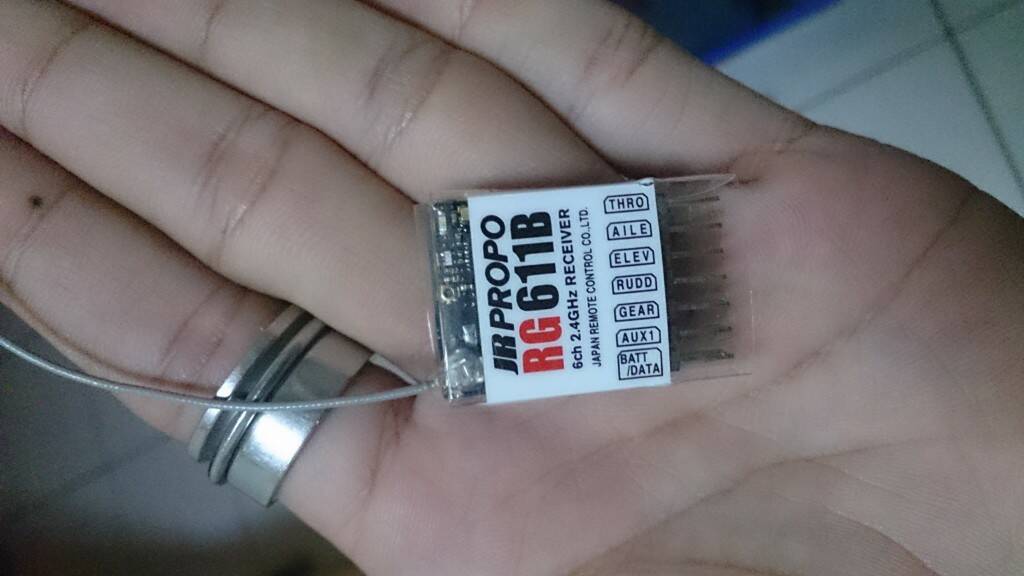 JR PROPO
RG611B
6ch 2.4GHz RECEIVER
JAPAN REMOTE CONTROL CO.,LTD.
THRO
AILE
ELEV
RUDD
GEAR
AUX1
BATT
/DATA